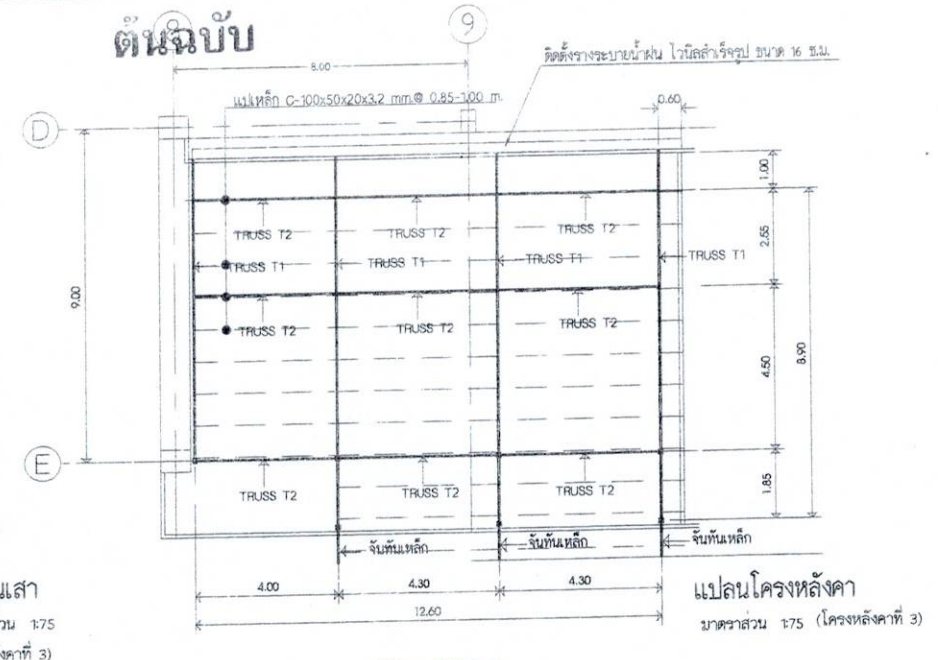 ต้นฉบับ
8
9
8.00
ติดตั้งรางระบายน้ำฝน ไวนิลสำเร็จรูป ขนาด 16 ซ.ม.
แปเหล็ก C-100x50x20x3.2 mm.@ 0.85-1.00 m.
0.60
D
1.00
TRUSS T2
TRUSS T2
TRUSS T2
2.65
TRUSS T1
TRUSS T1
TRUSS T1
TRUSS T1
9.00
TRUSS T2
TRUSS T2
TRUSS T2
4.50
8.90
E
TRUSS T2
TRUSS T2
TRUSS T2
1.85
จันทันเหล็ก
จันทันเหล็ก
จันทันเหล็ก
4.00
4.30
4.30
12.60
นเสา
วน 1:75
งคาที่ 3)
แปลนโครงหลังคา
มาตราส่วน 1:75 (โครงหลังคาที่ 3)